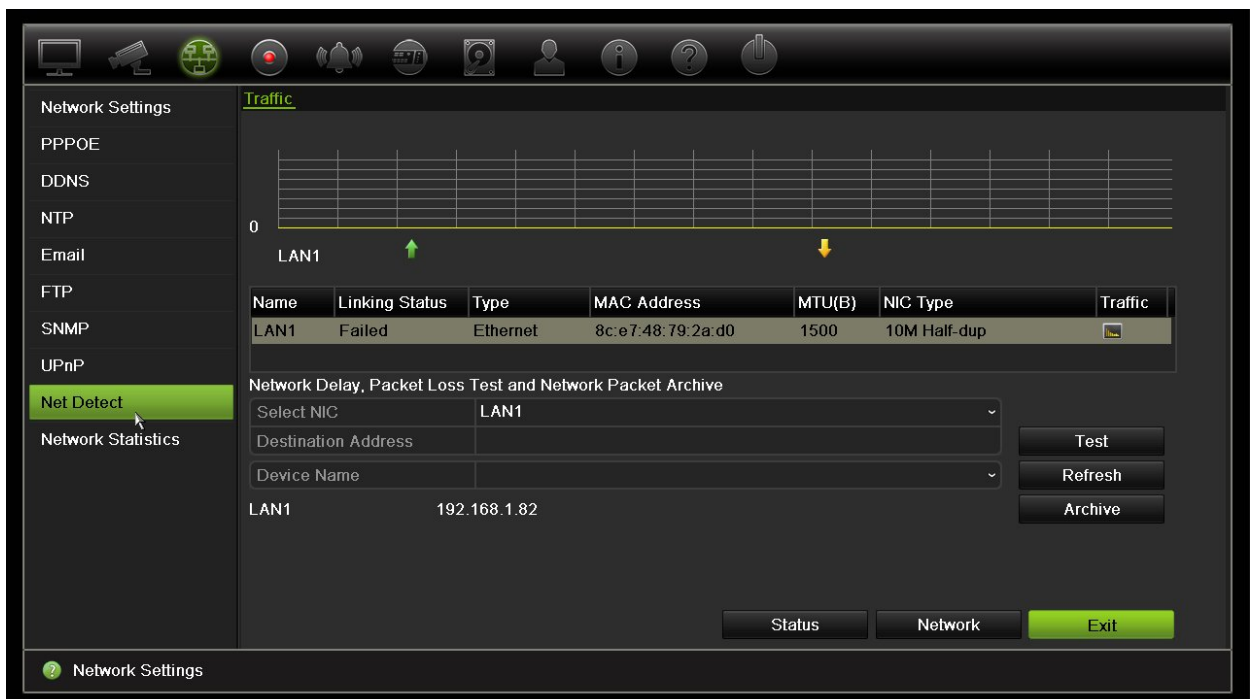 Network Settings
PPPOE
DDNS
NTP
Email
FTP
SNMP
UPnP
Net Detect
Network Statistics
Traffic
0
LAN1
Name Linking Status Type MAC Address MTU(B) NIC Type Traffic
LAN1 Failed Ethernet 8c:e7:48:79:2a:d0 1500 10M Half-dup
Network Delay, Packet Loss Test and Network Packet Archive
Select NIC LAN1
Destination Address Test
Device Name Refresh
LAN1 192.168.1.82 Archive
Status Network Exit
? Network Settings